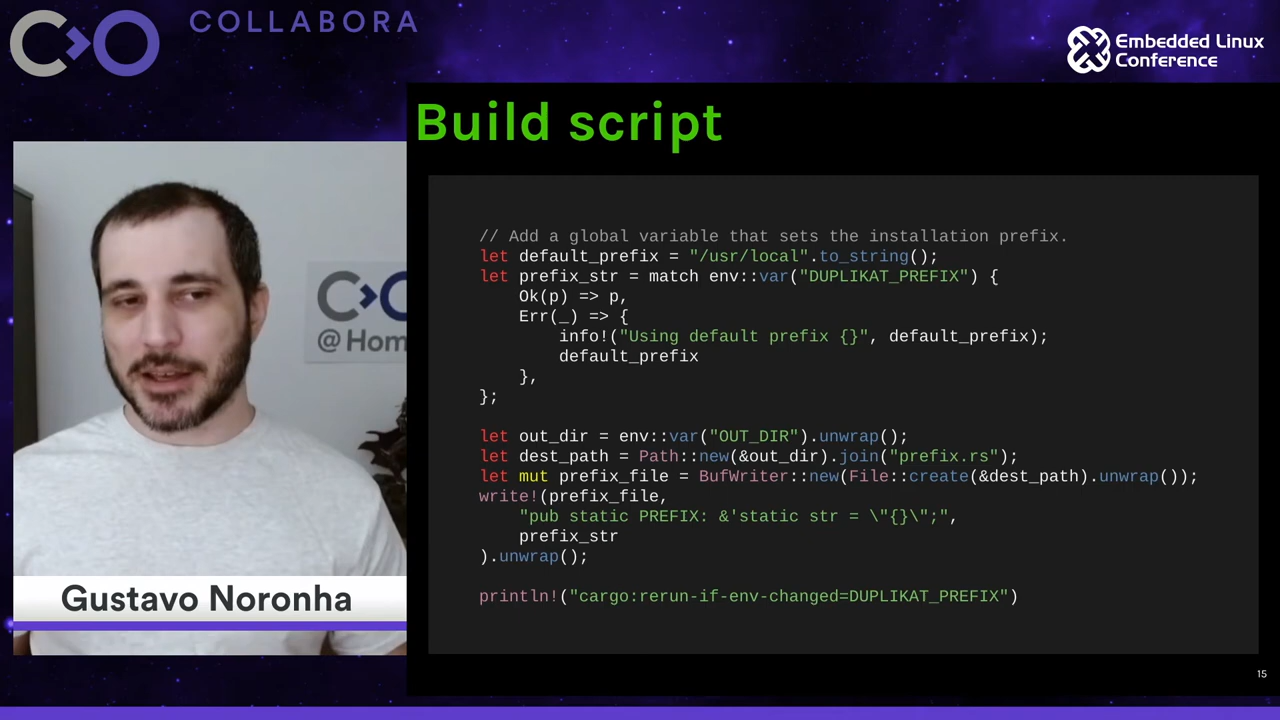 COLLABORA
Embedded Linux
Conference
Build script
// Add a global variable that sets the installation prefix.
let default_prefix = "/usr/local".to_string();
let prefix_str = match env::var("DUPLIKAT_PREFIX") {
    Ok(p) => p,
    Err(_) => {
        info!("Using default prefix {}", default_prefix);
        default_prefix
    },
};
let out_dir = env::var("OUT_DIR").unwrap();
let dest_path = Path::new(&out_dir).join("prefix.rs");
let mut prefix_file = BufWriter::new(File::create(&dest_path).unwrap());
write!(prefix_file,
    "pub static PREFIX: &'static str = \"{}\";",
    prefix_str
).unwrap();
println!("cargo:rerun-if-env-changed=DUPLIKAT_PREFIX")
@ Hom
Gustavo Noronha
15